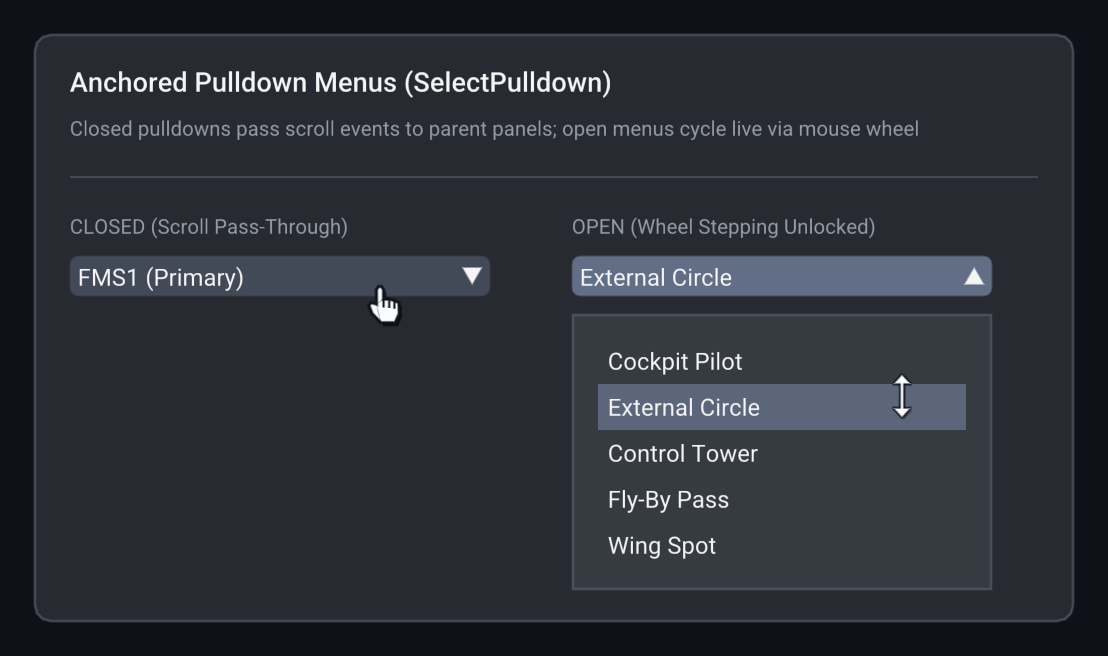 Anchored Pulldown Menus (SelectPulldown)
Closed pulldowns pass scroll events to parent panels; open menus cycle live via mouse wheel
CLOSED (Scroll Pass-Through)
FMS1 (Primary)
OPEN (Wheel Stepping Unlocked)
External Circle
Cockpit Pilot
External Circle
Control Tower
Fly-By Pass
Wing Spot